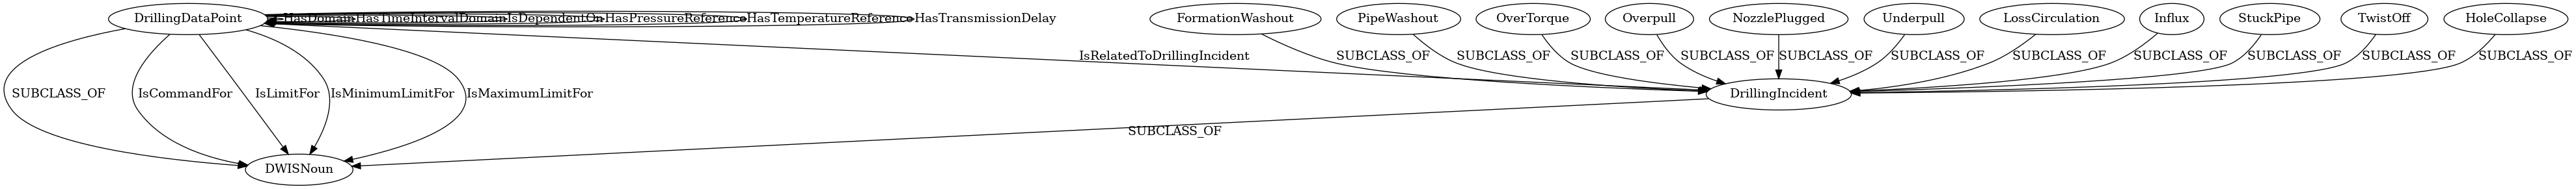 DrillingDataPoint
HasDomain
HasTimeIntervalDomain
IsDependentOn
HasPressureReference
HasTemperatureReference
HasTransmissionDelay
FormationWashout
PipeWashout
OverTorque
Overpull
NozzlePlugged
Underpull
LossCirculation
Influx
StuckPipe
TwistOff
HoleCollapse
IsRelatedToDrillingIncident
SUBCLASS_OF
SUBCLASS_OF
SUBCLASS_OF
SUBCLASS_OF
SUBCLASS_OF
SUBCLASS_OF
SUBCLASS_OF
SUBCLASS_OF
SUBCLASS_OF
SUBCLASS_OF
SUBCLASS_OF
SUBCLASS_OF
IsCommandFor
IsLimitFor
IsMinimumLimitFor
IsMaximumLimitFor
DrillingIncident
SUBCLASS_OF
DWISNoun